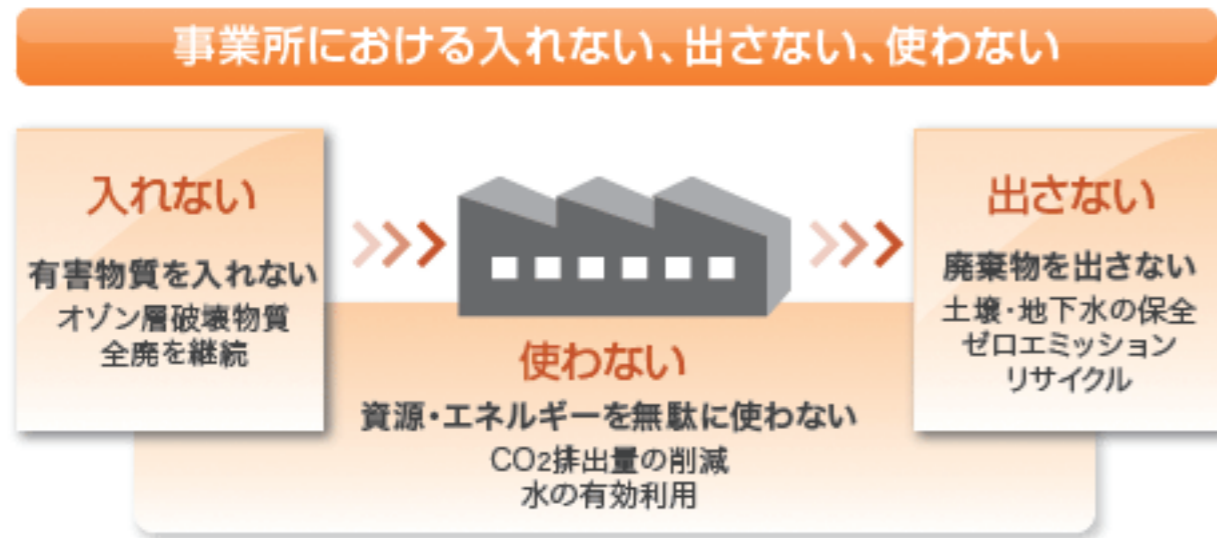 事業所における入れない、出さない、使わない
入れない
有害物質を入れない
オゾン層破壊物質
全廃を継続
使わない
資源・エネルギーを無駄に使わない
CO2排出量の削減
水の有効利用
出さない
廃棄物を出さない
土壌・地下水の保全
ゼロエミッション
リサイクル